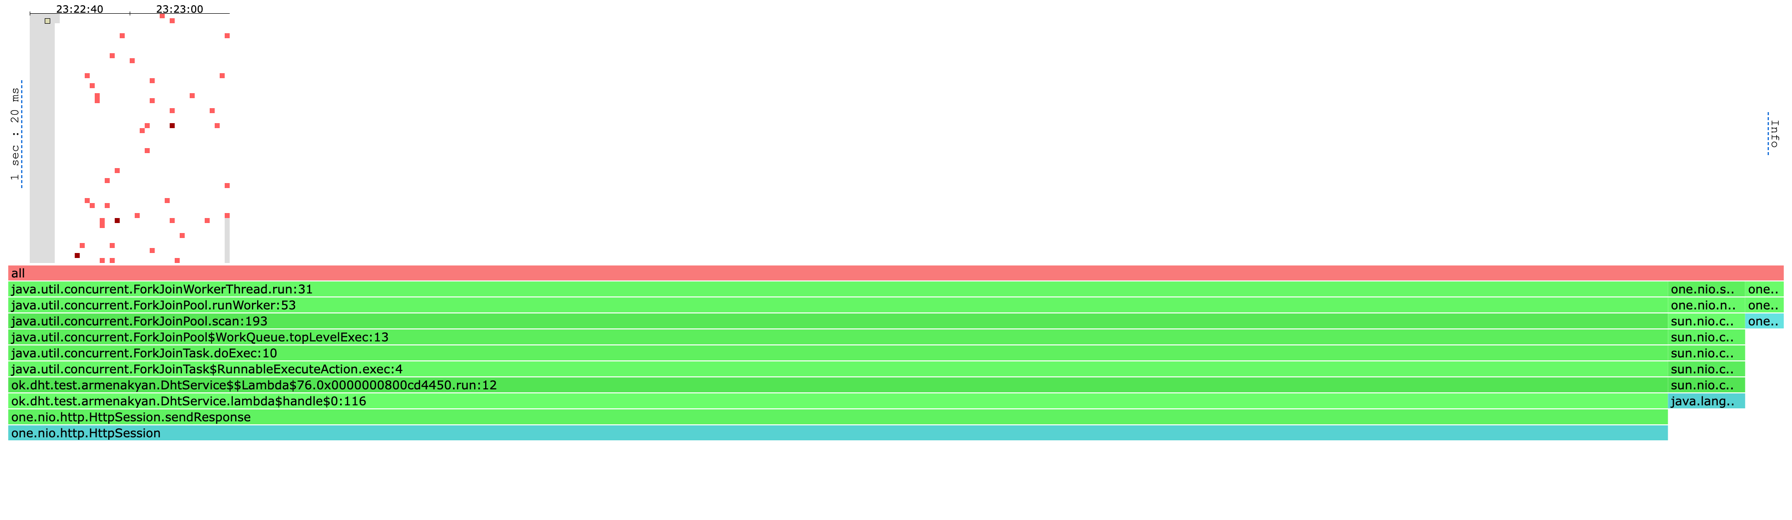 23:22:40 23:23:00
1 sec : 20 ms
Info
all
java.util.concurrent.ForkJoinWorkerThread.run:31 one.nio.s.. one..
java.util.concurrent.ForkJoinPool.runWorker:53 one.nio.n.. one..
java.util.concurrent.ForkJoinPool.scan:193 sun.nio.c.. one..
java.util.concurrent.ForkJoinPool$WorkQueue.topLevelExec:13 sun.nio.c..
java.util.concurrent.ForkJoinTask.doExec:10 sun.nio.c..
java.util.concurrent.ForkJoinTask$RunnableExecuteAction.exec:4 sun.nio.c..
ok.dht.test.armenakyan.DhtService$$Lambda$76.0x0000000800cd4450.run:12 sun.nio.c..
ok.dht.test.armenakyan.DhtService.lambda$handle$0:116 java.lang..
one.nio.http.HttpSession.sendResponse
one.nio.http.HttpSession